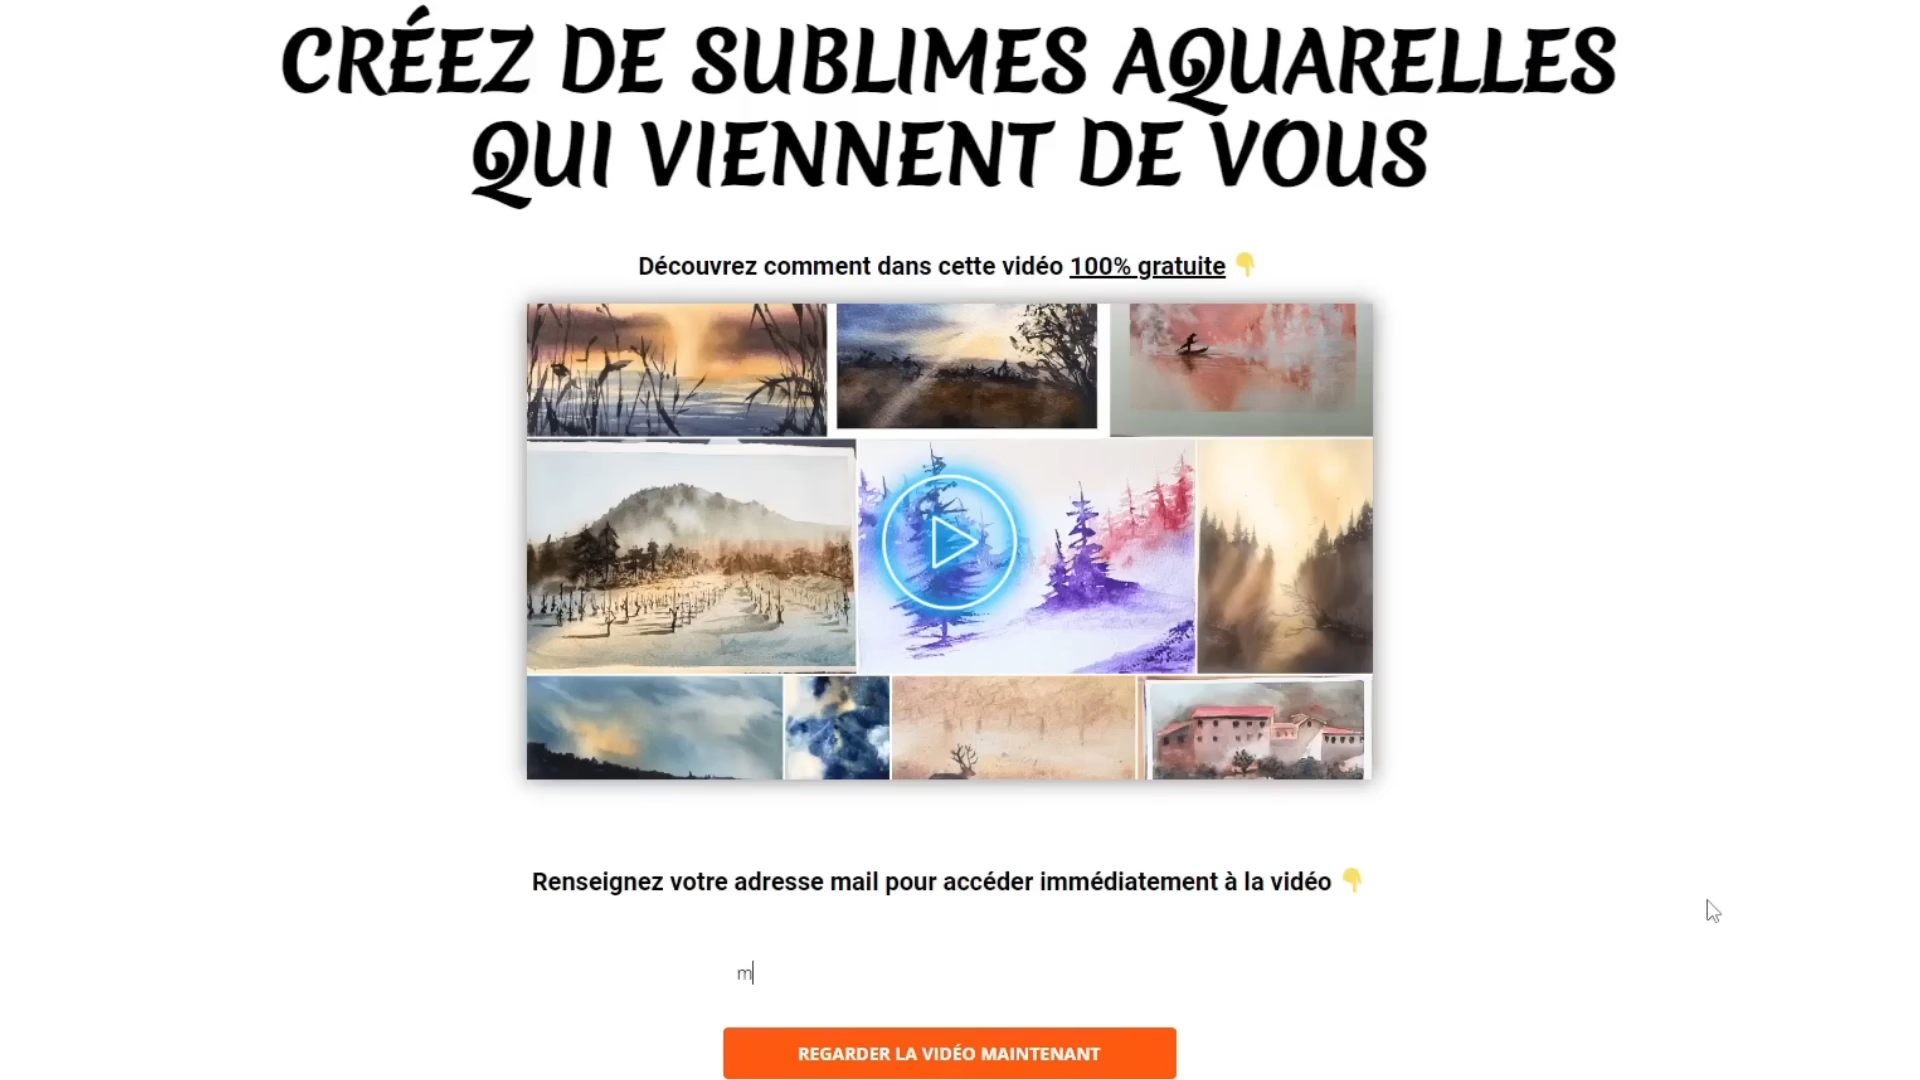 CRÉEZ DE SUBLIMES AQUARELLES
QUI VIENNENT DE VOUS
Découvrez comment dans cette vidéo 100% gratuite 👇
Renseignez votre adresse mail pour accéder immédiatement à la vidéo 👇
m
REGARDER LA VIDÉO MAINTENANT